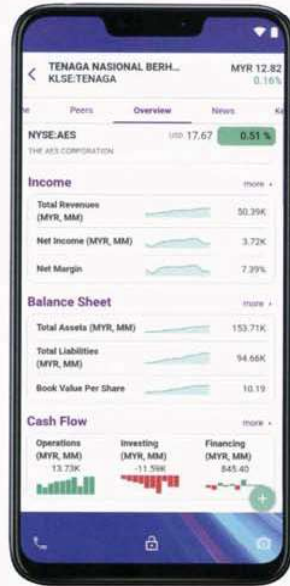 TENAGA NASIONAL BERH...
MYR 12.82
KLSE:TENAGA
0.16%
Peers
Overview
News
NYSE:AES
USD 17.67
0.51 %
THE AES CORPORATION
Income
more
Total Revenues
(MYR, MM)
50.39K
Net Income (MYR, MM)
3.72K
Net Margin
7.39%
Balance Sheet
more
Total Assets (MYR, MM)
153.71K
Total Liabilities
(MYR, MM)
94.66K
Book Value Per Share
10.19
Cash Flow
more
Operations
(MYR, MM)
13.73K
Investing
(MYR, MM)
-11.59K
Financing
(MYR, MM)
845.40